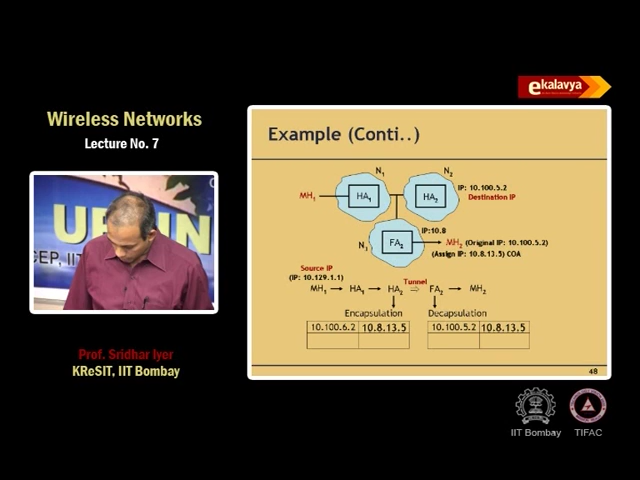 ekalavya
Wireless Networks
Lecture No. 7
UR IN
CEP, IIT
Prof. Sridhar Iyer
KReSIT, IIT Bombay
Example (Conti..)
N1
N2
MH1
HA1
HA2
IP: 10.100.5.2
Destination IP
IP:10.8
N3
FA2
MH2 (Original IP: 10.100.5.2)
(Assign IP: 10.8.13.5) COA
Source IP
(IP: 10.129.1.1)
Tunnel
MH1 → HA1 → HA2 ⇒ FA2 → MH2
Encapsulation
Decapsulation
10.100.6.2 10.8.13.5
10.100.5.2 10.8.13.5
48
IIT Bombay
TIFAC